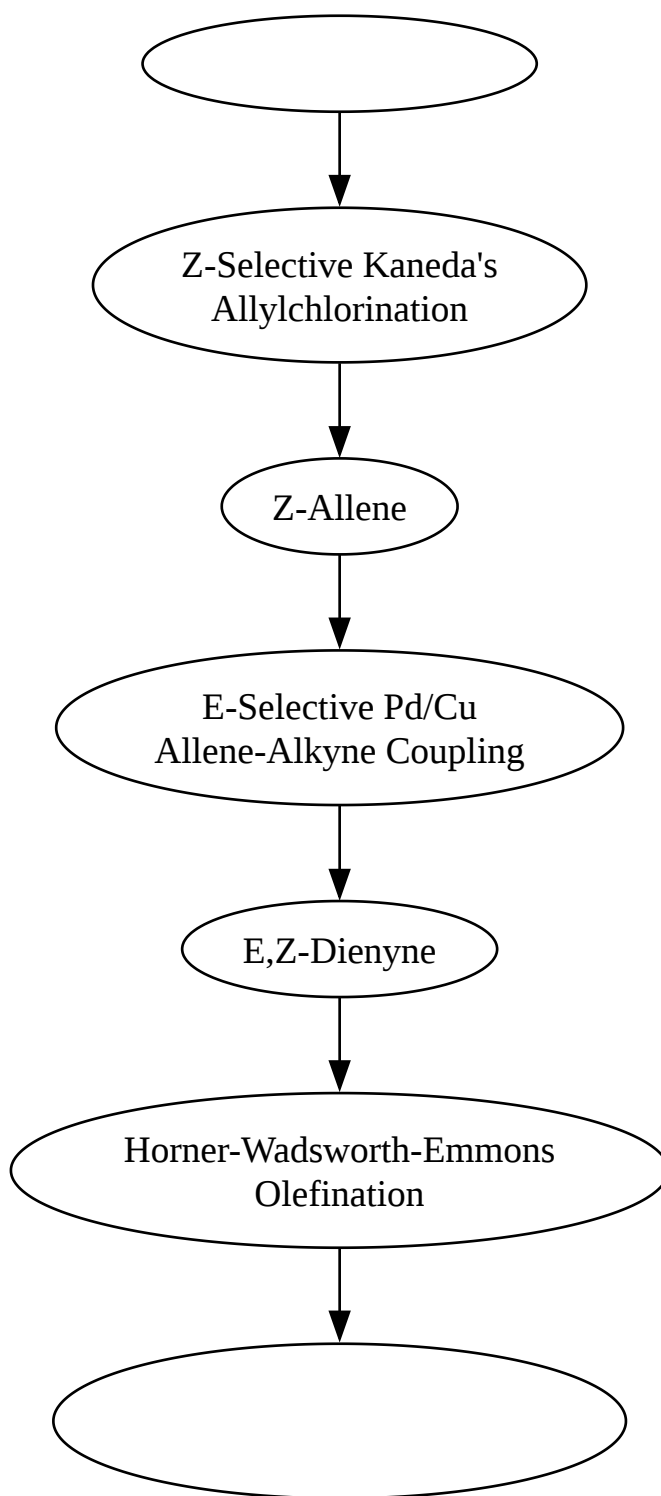 Z-Selective Kaneda's
Allylchlorination
Z-Allene
E-Selective Pd/Cu
Allene-Alkyne Coupling
E,Z-Dienyne
Horner-Wadsworth-Emmons
Olefination